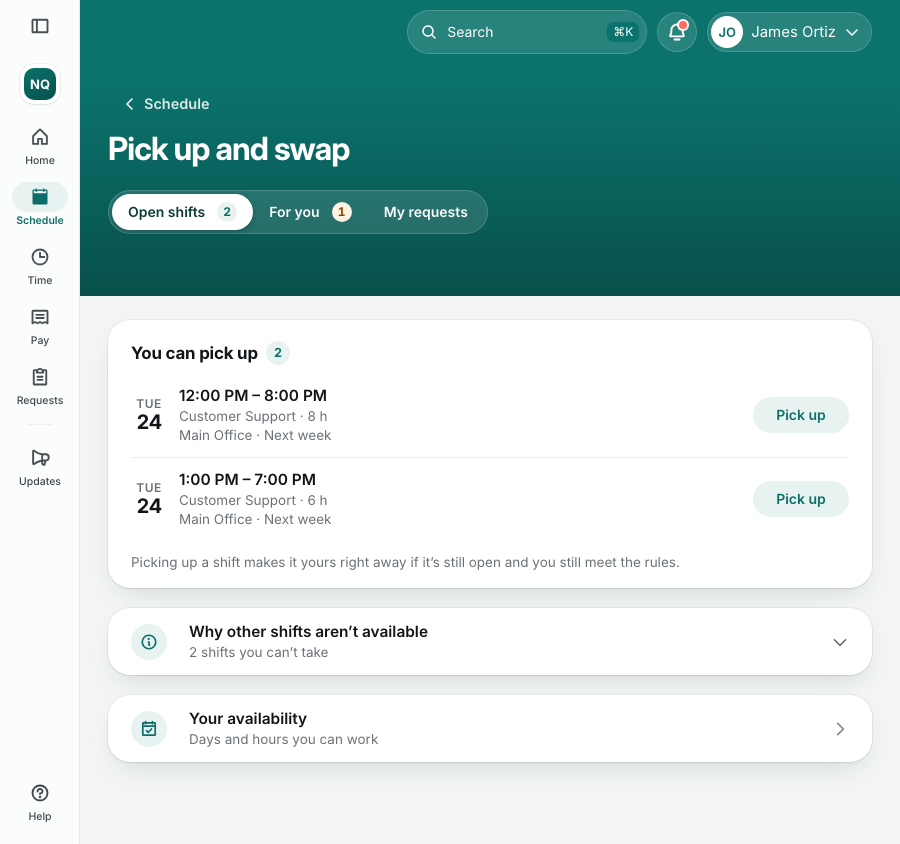 Search
⌘K
JO
James Ortiz
NQ
Home
Schedule
Time
Pay
Requests
Updates
Help
Schedule
Pick up and swap
Open shifts 2
For you 1
My requests
You can pick up 2
TUE
24
12:00 PM – 8:00 PM
Customer Support · 8 h
Main Office · Next week
Pick up
TUE
24
1:00 PM – 7:00 PM
Customer Support · 6 h
Main Office · Next week
Pick up
Picking up a shift makes it yours right away if it’s still open and you still meet the rules.
Why other shifts aren’t available
2 shifts you can’t take
Your availability
Days and hours you can work